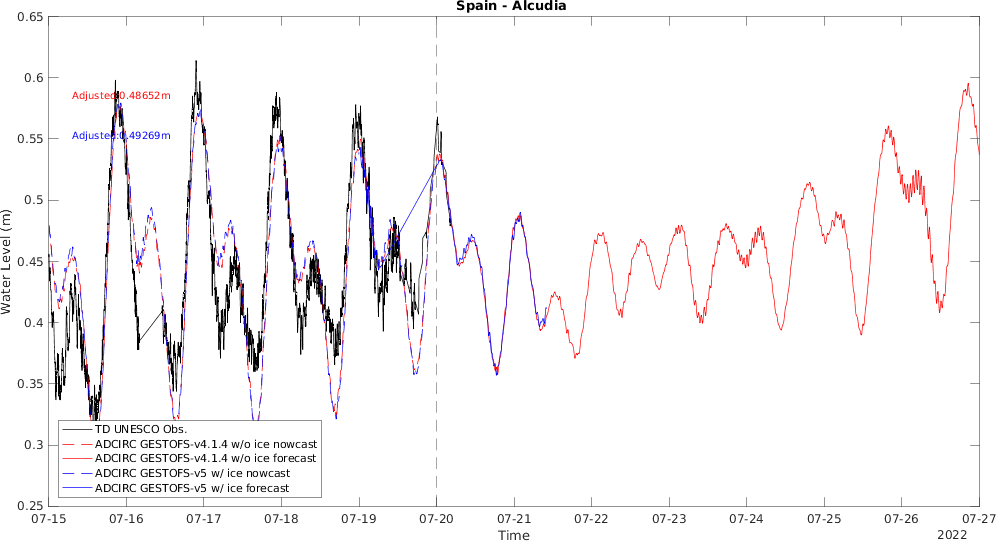 Spain - Alcudia
0.65
0.6
0.55
0.5
0.45
0.4
0.35
0.3
0.25
Water Level (m)
Adjusted:0.48652m
Adjusted:0.49269m
TD UNESCO Obs.
ADCIRC GESTOFS-v4.1.4 w/o ice nowcast
ADCIRC GESTOFS-v4.1.4 w/o ice forecast
ADCIRC GESTOFS-v5 w/ ice nowcast
ADCIRC GESTOFS-v5 w/ ice forecast
07-15 07-16 07-17 07-18 07-19 07-20 07-21 07-22 07-23 07-24 07-25 07-26 07-27
Time
2022